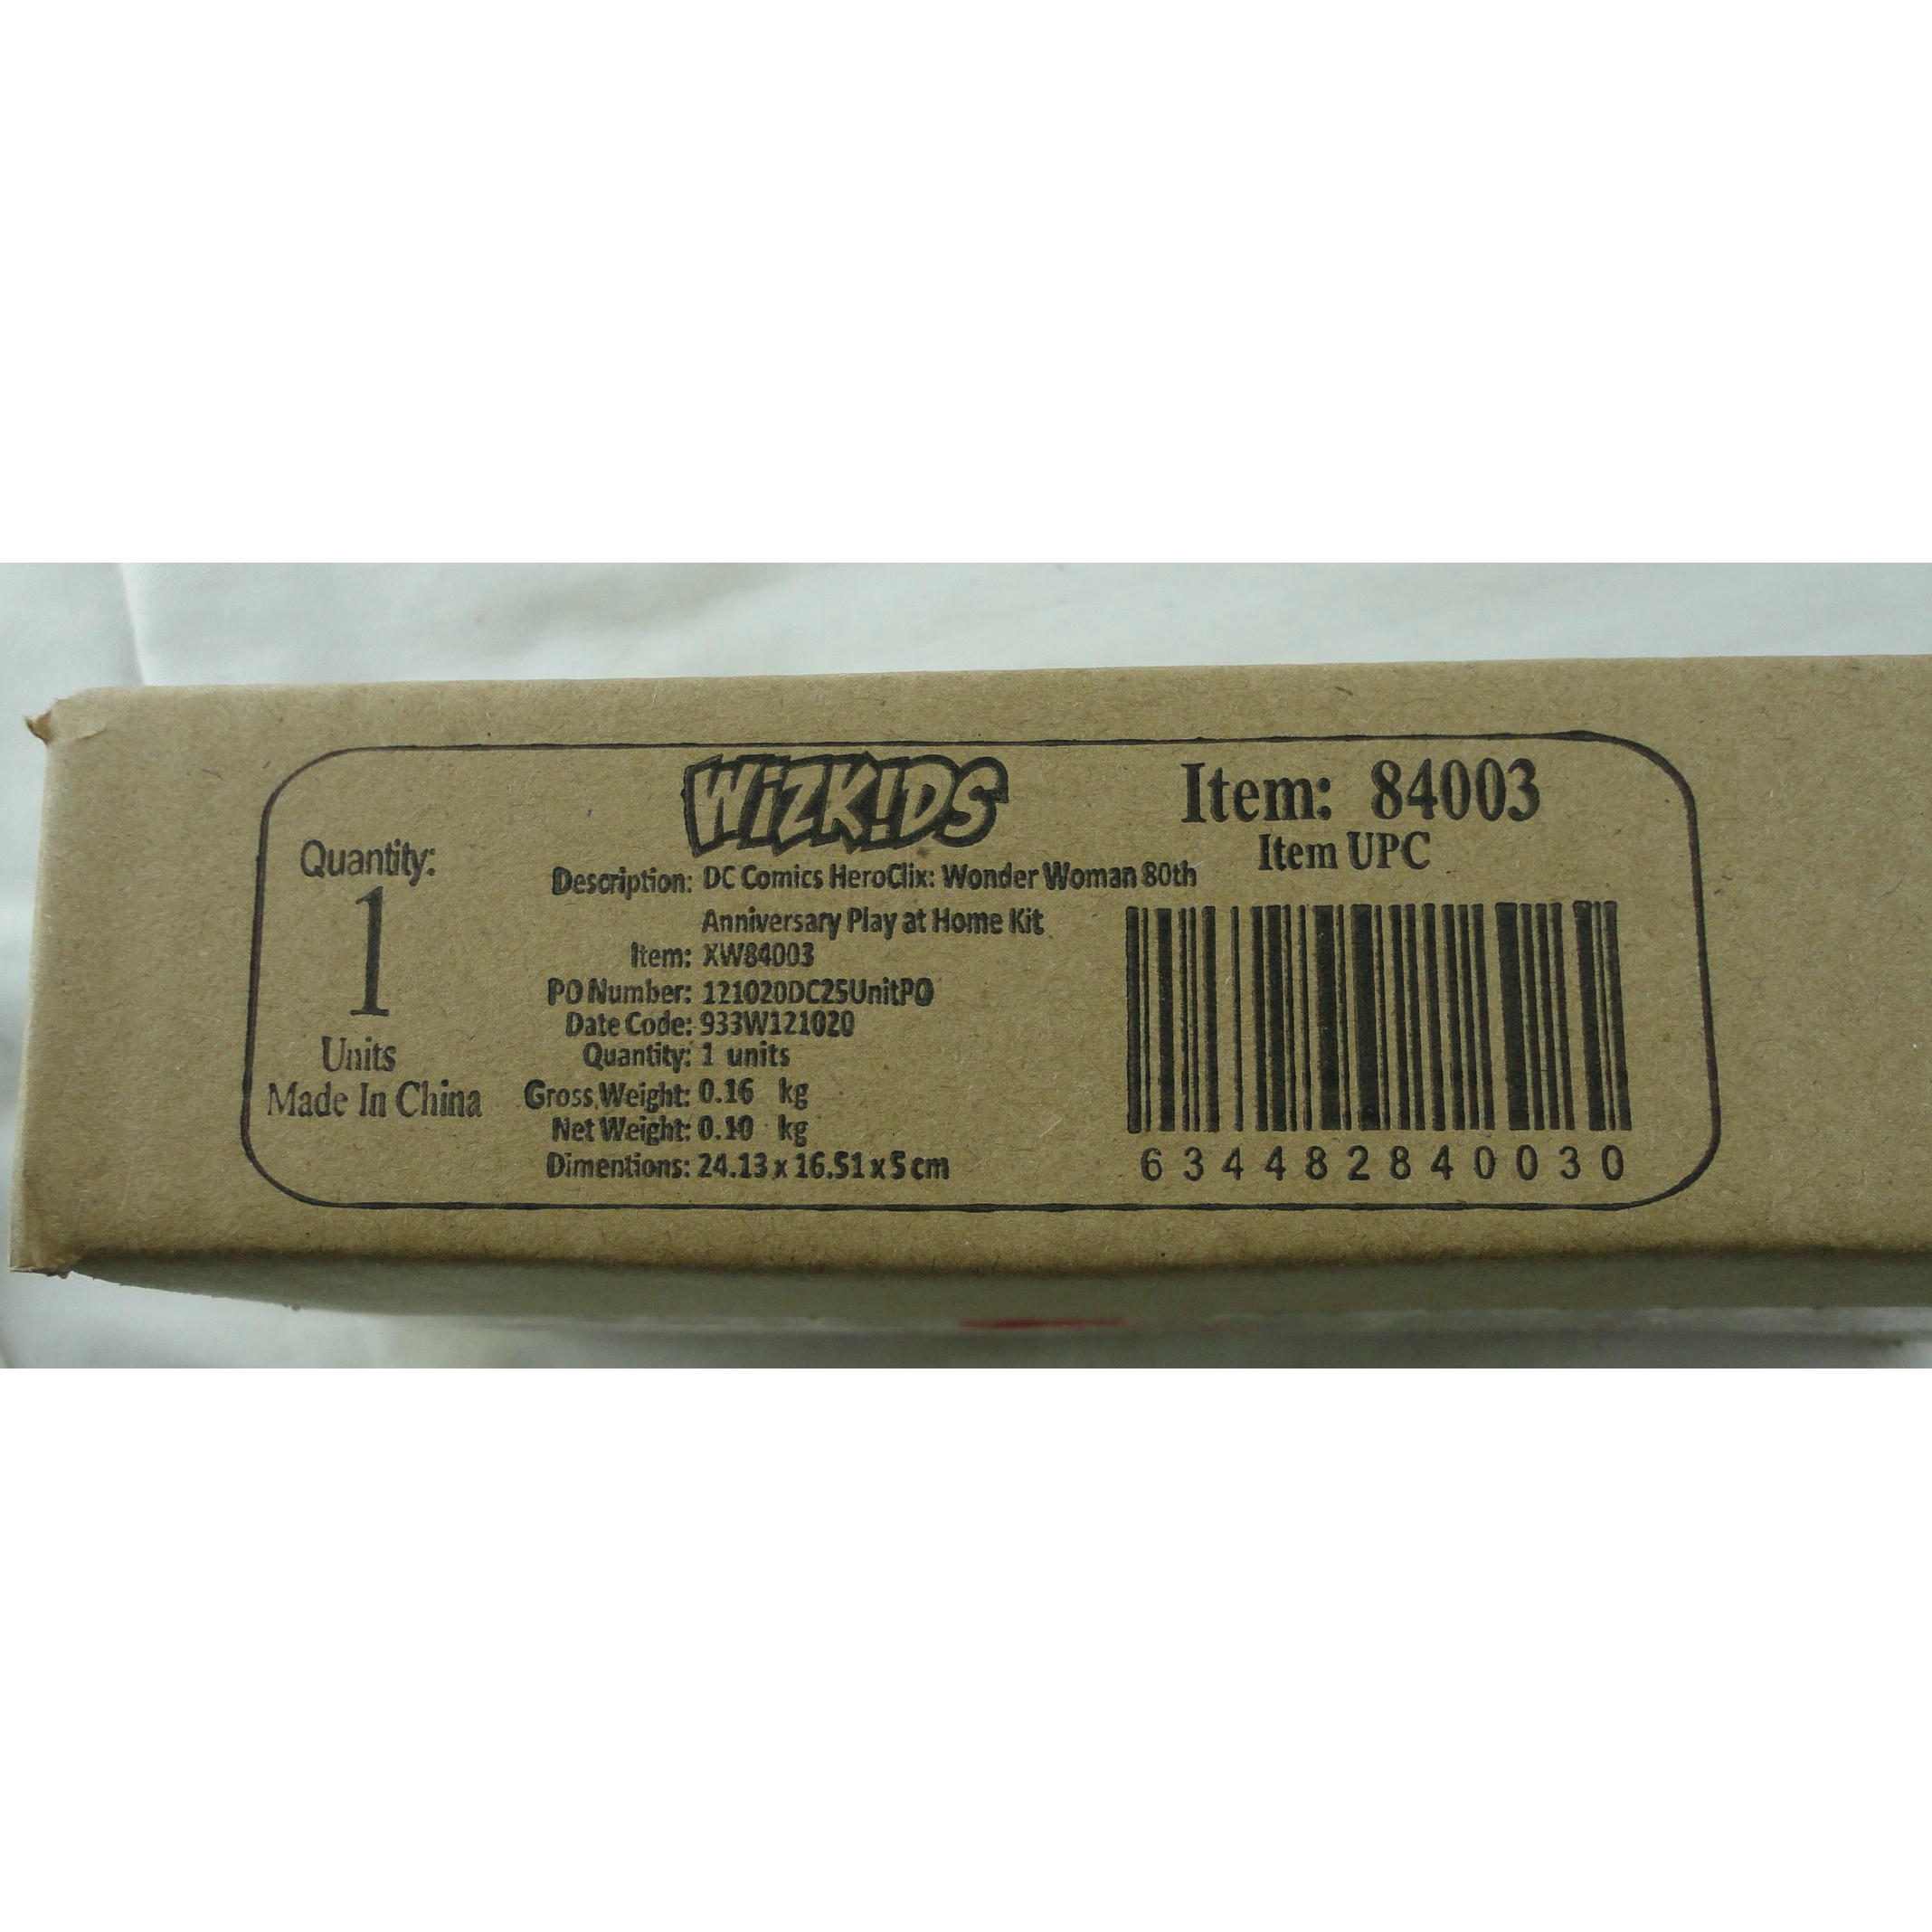 Quantity:
1
Units
Made In China
WiZK!DS
Description: DC Comics HeroClix: Wonder Woman 80th
Anniversary Play at Home Kit
Item: XW84003
PO Number: 121020DC25UnitPO
Date Code: 933W121020
Quantity: 1 units
Gross Weight: 0.16 kg
Net Weight: 0.10 kg
Dimentions: 24.13 x 16.51 x 5 cm
Item: 84003
Item UPC
634482840030